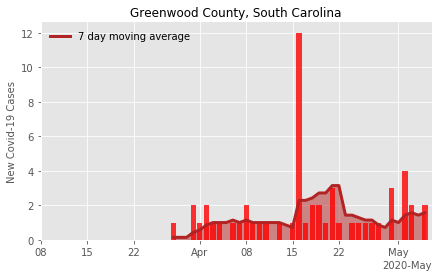 Greenwood County, South Carolina
7 day moving average
New Covid-19 Cases
12
10
8
6
4
2
0
08 15 22 Apr 08 15 22 May
2020-May